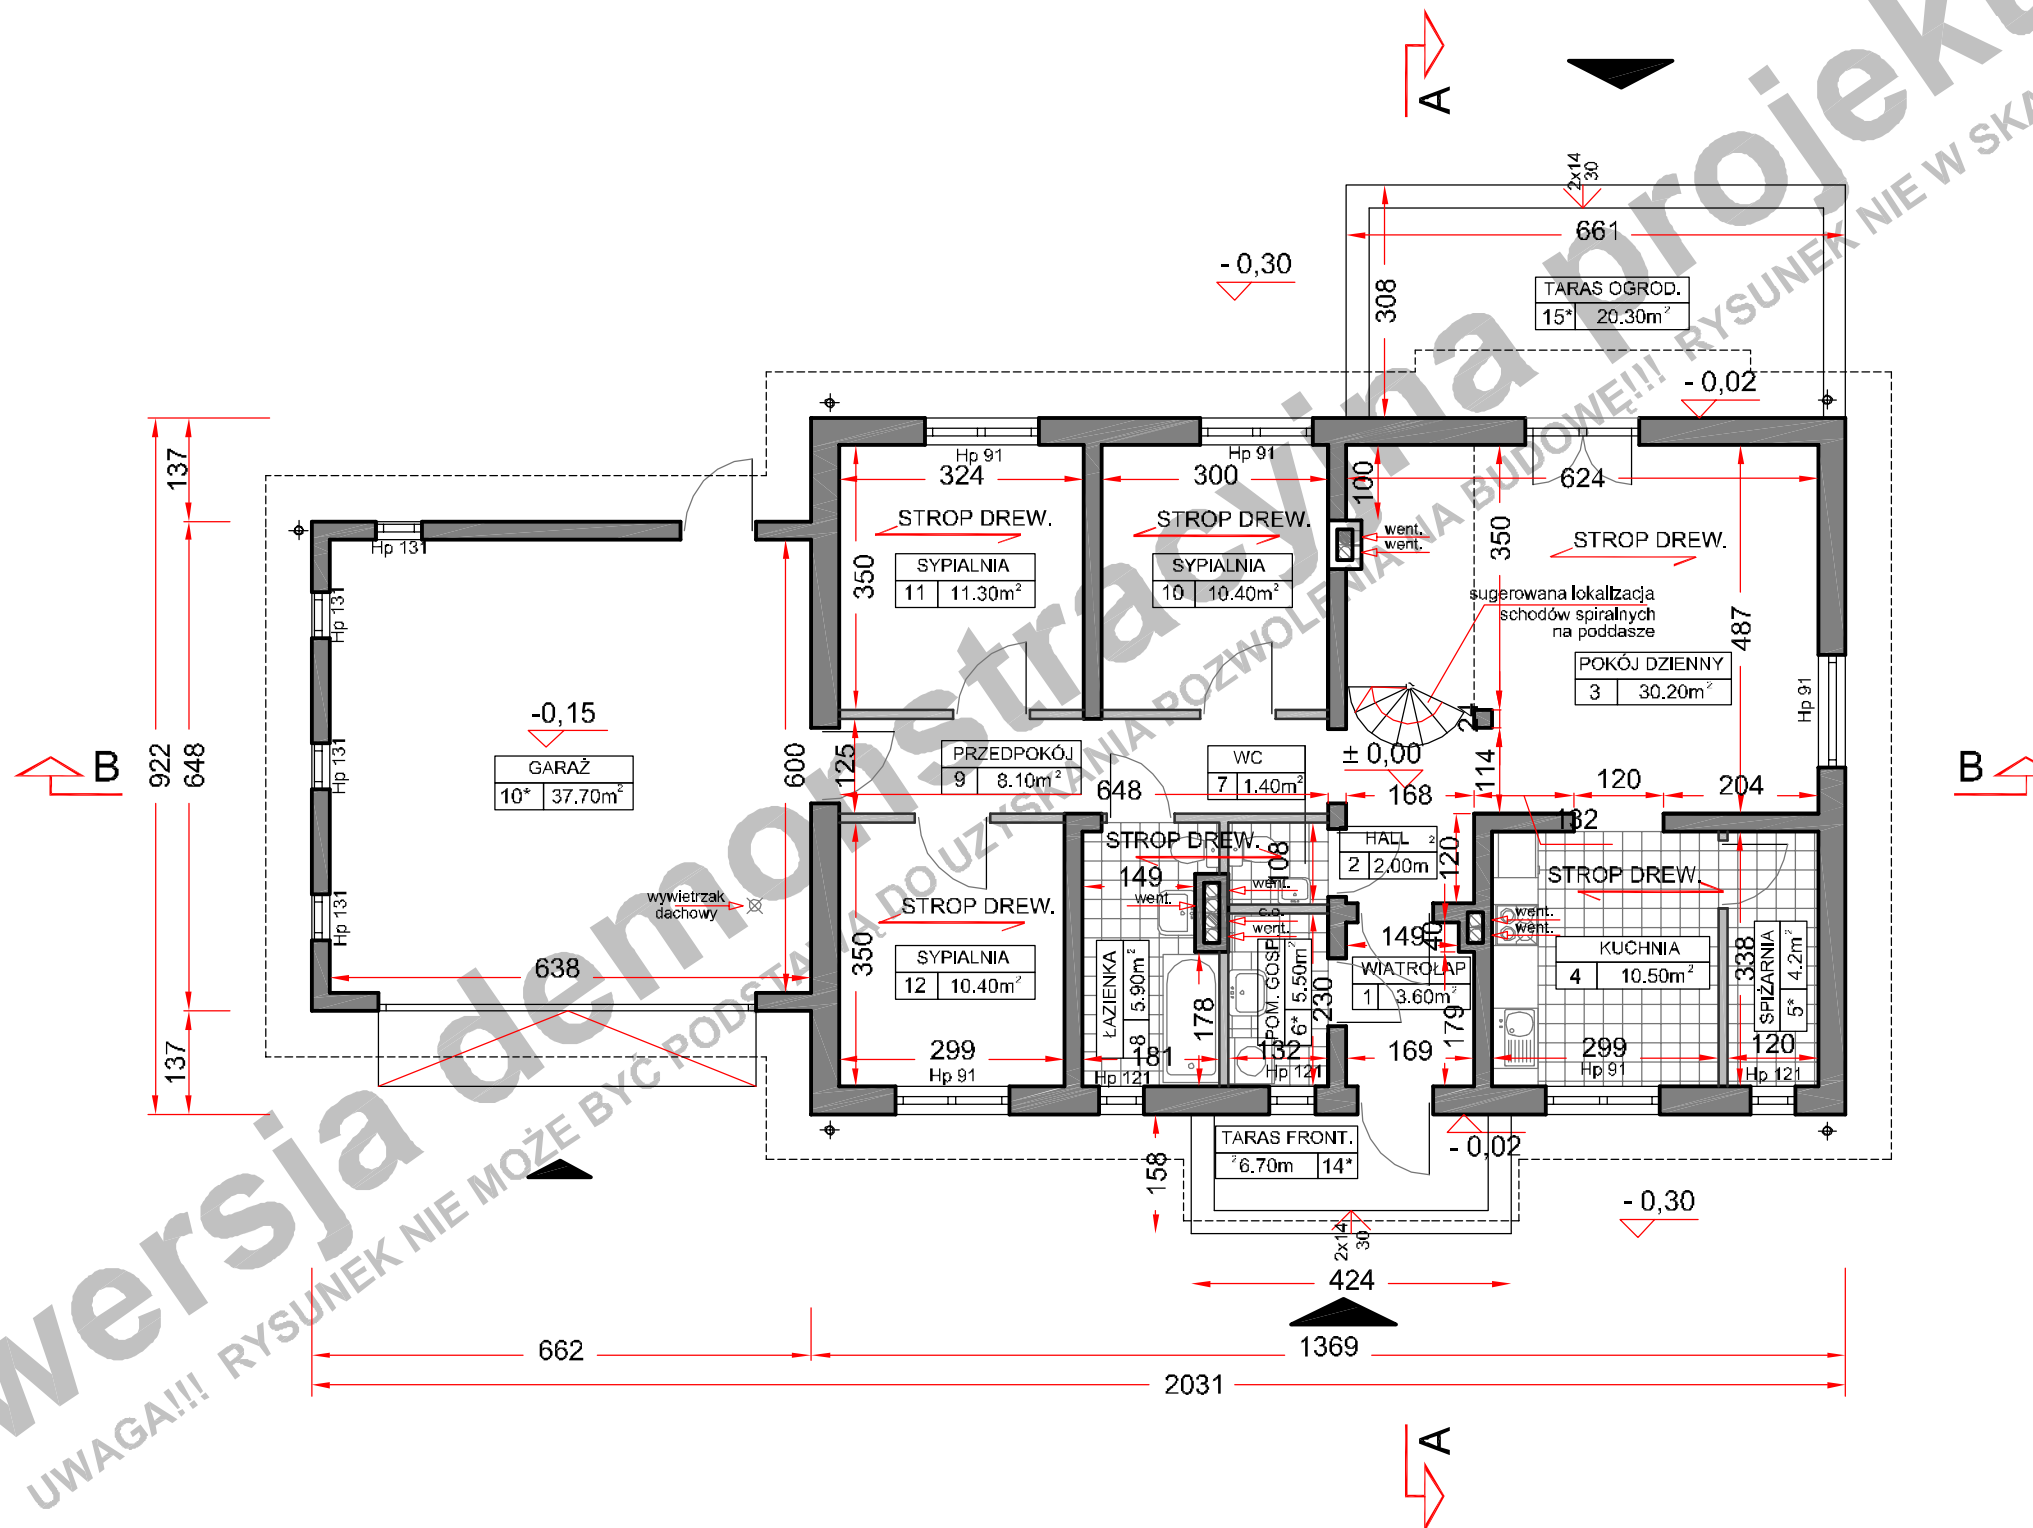 A
2x14
30
661
- 0,30
308
TARAS OGROD.
15* 20.30m²
- 0,02
137
Hp 91
324
Hp 91
300
100
624
STROP DREW.
STROP DREW.
STROP DREW.
went.
went.
350
Hp 131
Hp 131
350
SYPIALNIA
11 11.30m²
SYPIALNIA
10 10.40m²
sugerowana lokalizacja
schodów spiralnych
na poddasze
487
POKÓJ DZIENNY
3 30.20m²
Hp 91
-0,15
GARAŻ
10* 37.70m²
Hp 131
600
125
PRZEDPOKÓJ
9 8.10m²
WC
7 1.40m²
± 0,00
21
114
B
922
648
648
168
120
204
B
132
STROP DREW.
108
HALL
2 2.00m²
120
STROP DREW.
149
went.
went.
c.o.
went.
wywietrzak
dachowy
Hp 131
STROP DREW.
350
SYPIALNIA
12 10.40m²
638
ŁAZIENKA
8 5.90m²
POM. GOSP.
6* 5.50m²
230
178
149
40
WIATROŁAP
1 3.60m²
179
went.
went.
KUCHNIA
4 10.50m²
338
SPIŻARNIA
5* 4.2m²
137
299
Hp 91
181
Hp 121
132
Hp 121
169
299
Hp 91
120
Hp 121
158
TARAS FRONT.
6.70m² 14*
- 0,02
- 0,30
2x14
30
424
662
1369
2031
A
wersja demonstracyjna projektu
UWAGA!!! RYSUNEK NIE MOŻE BYĆ PODSTAWĄ DO UZYSKANIA POZWOLENIA NA BUDOWĘ!!! RYSUNEK NIE W SKA